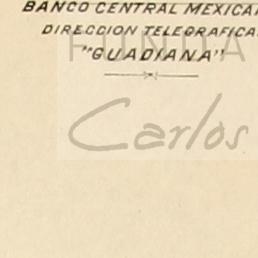 BANCO CENTRAL MEXICA
DIRECCION TELEGRAFICA
"GUADIANA"
Carlos